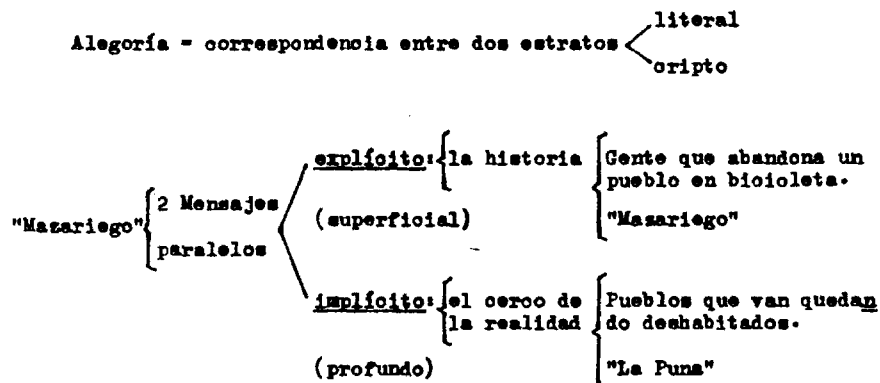 literal
Alegoría = correspondencia entre dos estratos
cripto
explícito: la historia Gente que abandona un
pueblo en bicicleta.
2 Mensajes
(superficial) "Mazariego"
"Mazariego"
paralelos
implícito: el cerco de Pueblos que van quedan
la realidad do deshabitados.
(profundo) "La Puna"